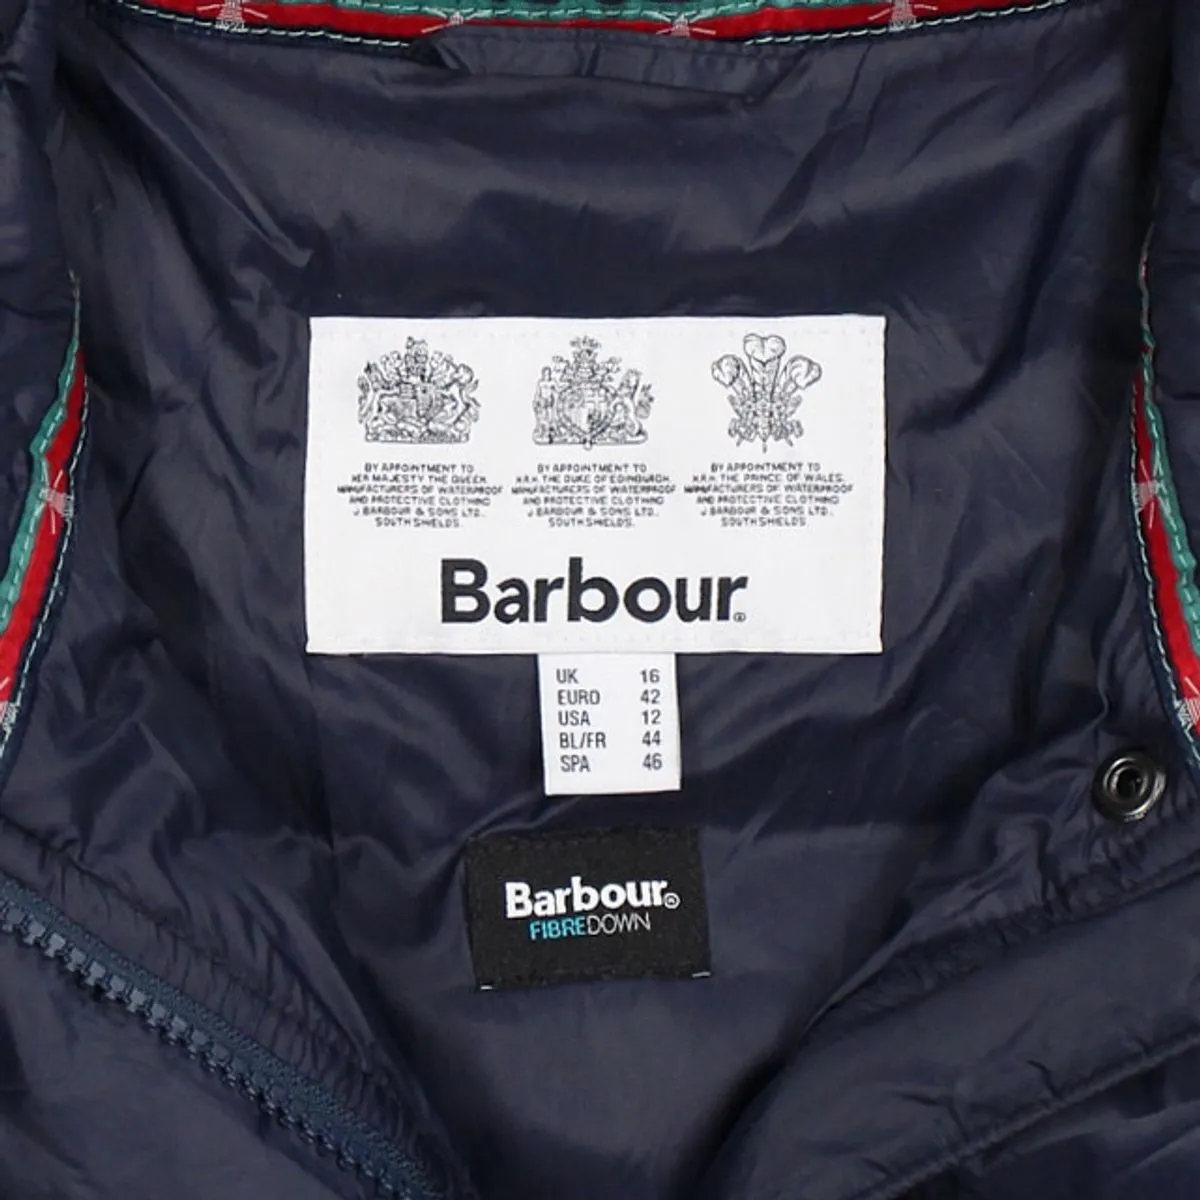 BY APPOINTMENT TO
HER MAJESTY THE QUEEN
MANUFACTURERS OF WATERPROOF
AND PROTECTIVE CLOTHING
J. BARBOUR & SONS LTD.,
SOUTH SHIELDS.
BY APPOINTMENT TO
H.R.H. THE DUKE OF EDINBURGH
MANUFACTURERS OF WATERPROOF
AND PROTECTIVE CLOTHING
J. BARBOUR & SONS LTD.,
SOUTH SHIELDS.
BY APPOINTMENT TO
H.R.H. THE PRINCE OF WALES.
MANUFACTURERS OF WATERPROOF
AND PROTECTIVE CLOTHING
J. BARBOUR & SONS LTD.,
SOUTH SHIELDS.
Barbour®
UK 16
EURO 42
USA 12
BL/FR 44
SPA 46
Barbour®
FIBREDOWN